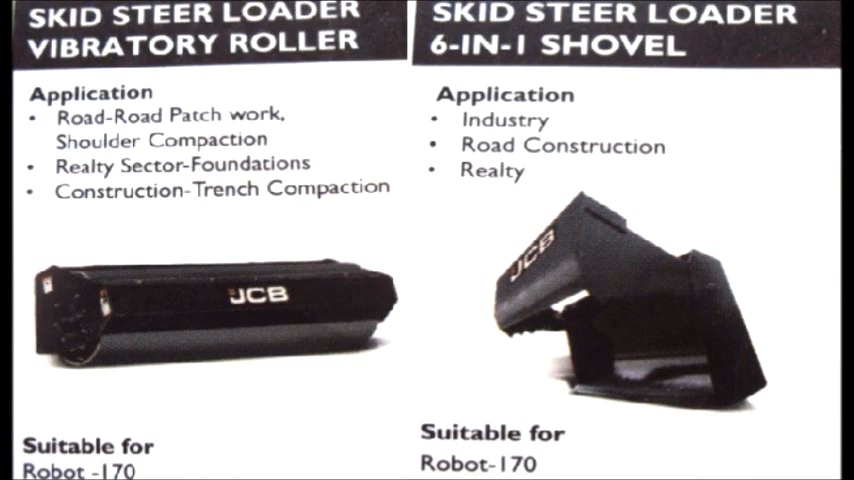 SKID STEER LOADER
VIBRATORY ROLLER
Application
• Road-Road Patch work,
Shoulder Compaction
• Realty Sector-Foundations
• Construction-Trench Compaction
JCB
Suitable for
Robot -170
SKID STEER LOADER
6-IN-1 SHOVEL
Application
• Industry
• Road Construction
• Realty
JCB
Suitable for
Robot-170